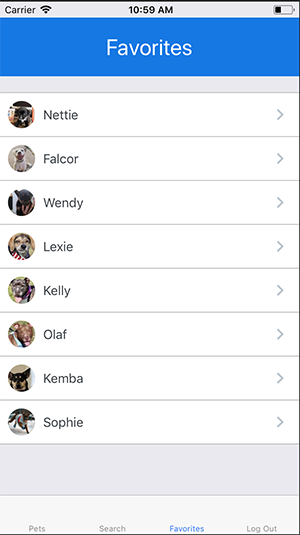 Carrier 10:59 AM
Favorites
Nettie
Falcor
Wendy
Lexie
Kelly
Olaf
Kemba
Sophie
Pets Search Favorites Log Out